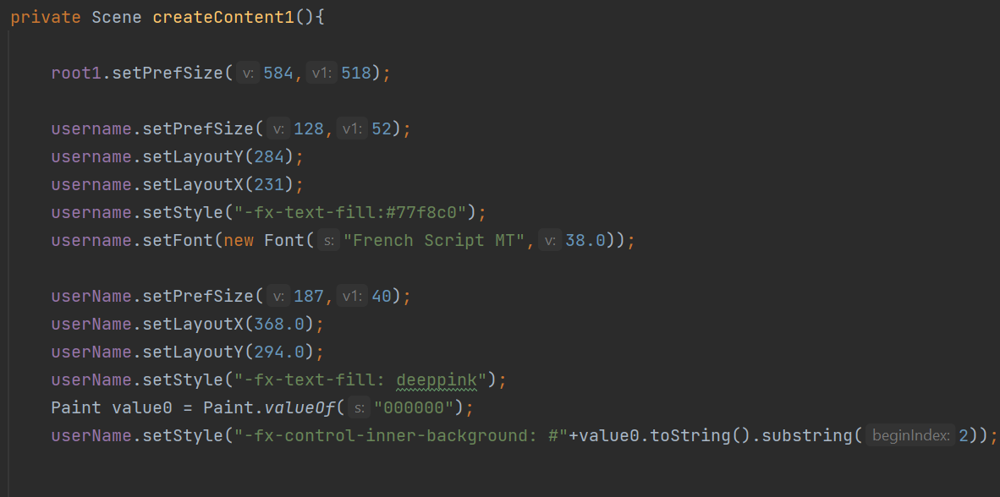 private Scene createContent1(){
root1.setPrefSize( v: 584, v1: 518);
username.setPrefSize( v: 128, v1: 52);
username.setLayoutY(284);
username.setLayoutX(231);
username.setStyle("-fx-text-fill:#77f8c0");
username.setFont(new Font( s: "French Script MT", v: 38.0));
userName.setPrefSize( v: 187, v1: 40);
userName.setLayoutX(368.0);
userName.setLayoutY(294.0);
userName.setStyle("-fx-text-fill: deeppink");
Paint value0 = Paint.valueOf( s: "000000");
userName.setStyle("-fx-control-inner-background: #"+value0.toString().substring( beginIndex: 2));